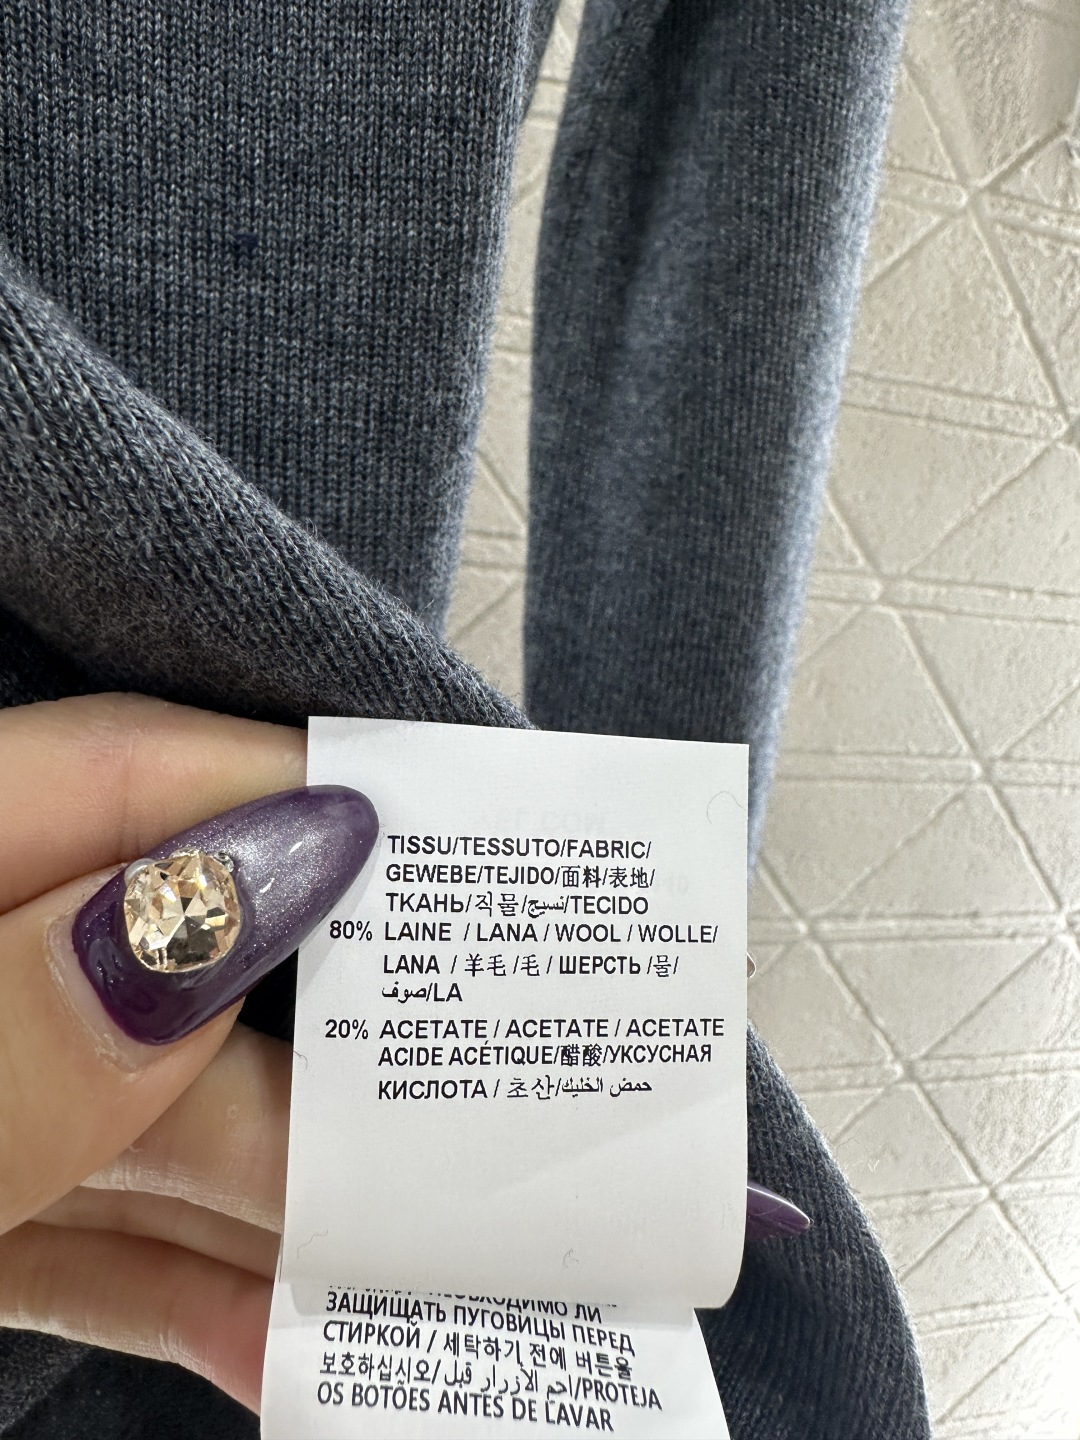 TISSU/TESSUTO/FABRIC/
GEWEBE/TEJIDO/面料/表地/
ТКАНЬ/직물/نسيج/TECIDO
80% LAINE / LANA / WOOL / WOLLE/
LANA / 羊毛 /毛 / ШЕРСТЬ /물/
صوف/LA
20% ACETATE / ACETATE / ACETATE
ACIDE ACÉTIQUE/醋酸/УКСУСНАЯ
КИСЛОТА / 초산/حمض الخليك
НЕОБХОДИМО ЛИ
ЗАЩИЩАТЬ ПУГОВИЦЫ ПЕРЕД
СТИРКОЙ / 세탁하기 전에 버튼을
보호하십시오/احم الأزرار قبل/PROTEJA
OS BOTÕES ANTES DE LAVAR